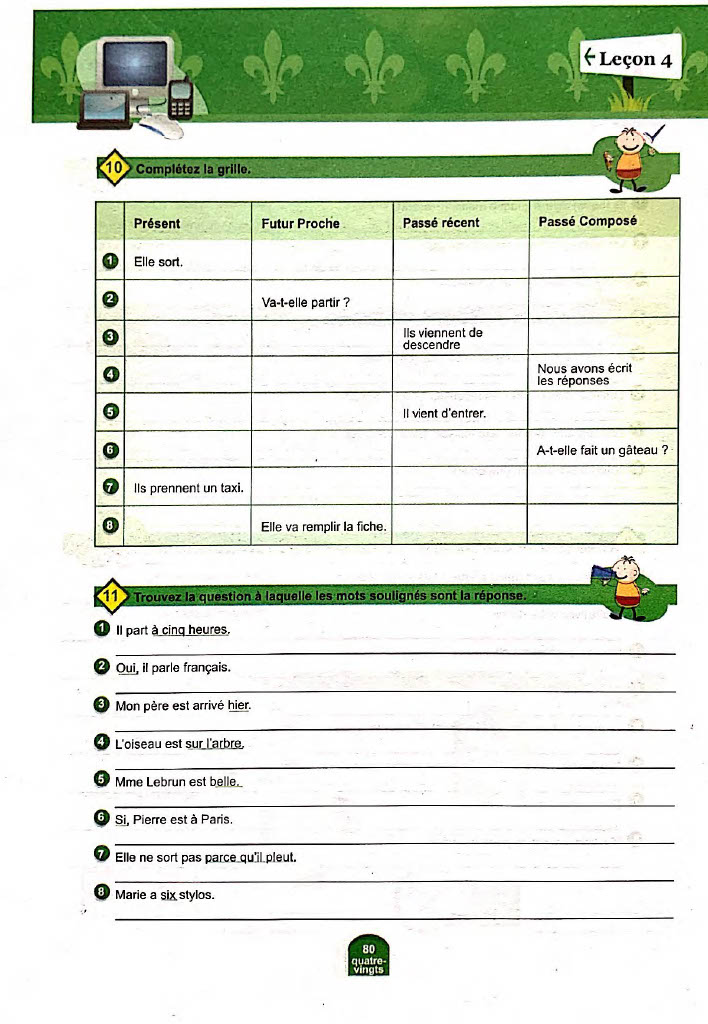 ← Leçon 4
10 Complétez la grille.
Présent Futur Proche Passé récent Passé Composé
1 Elle sort.
2 Va-t-elle partir ?
3 Ils viennent de
descendre
4 Nous avons écrit
les réponses
5 Il vient d'entrer.
6 A-t-elle fait un gâteau ?
7 Ils prennent un taxi.
8 Elle va remplir la fiche.
11 Trouvez la question à laquelle les mots soulignés sont la réponse.
1 Il part à cinq heures.
2 Oui, il parle français.
3 Mon père est arrivé hier.
4 L'oiseau est sur l'arbre.
5 Mme Lebrun est belle.
6 Si, Pierre est à Paris.
7 Elle ne sort pas parce qu'il pleut.
8 Marie a six stylos.
80
quatre-
vingts